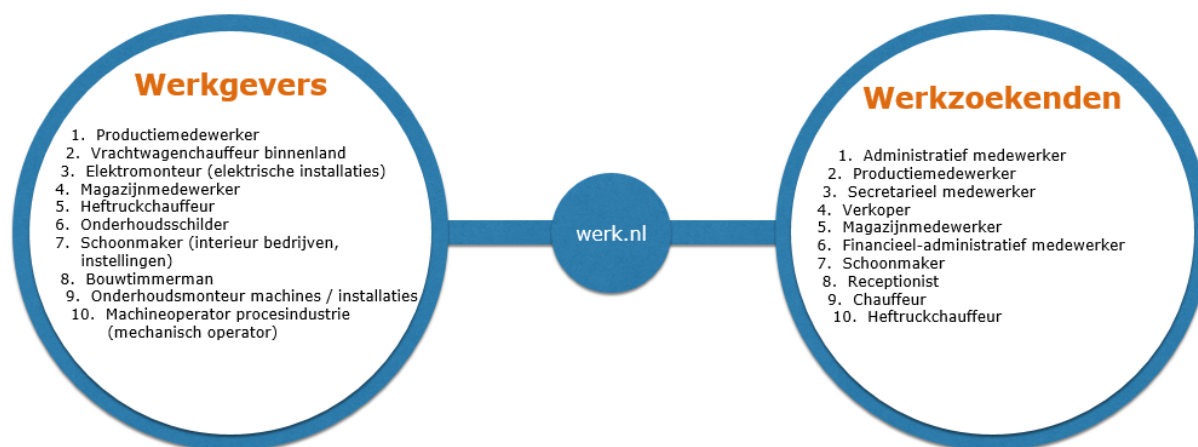 Werkgevers
1. Productiemedewerker
2. Vrachtwagenchauffeur binnenland
3. Elektromonteur (elektrische installaties)
4. Magazijnmedewerker
5. Heftruckchauffeur
6. Onderhoudsschilder
7. Schoonmaker (interieur bedrijven,
instellingen)
8. Bouwtimmerman
9. Onderhoudsmonteur machines / installaties
10. Machineoperator procesindustrie
(mechanisch operator)
werk.nl
Werkzoekenden
1. Administratief medewerker
2. Productiemedewerker
3. Secretarieel medewerker
4. Verkoper
5. Magazijnmedewerker
6. Financieel-administratief medewerker
7. Schoonmaker
8. Receptionist
9. Chauffeur
10. Heftruckchauffeur